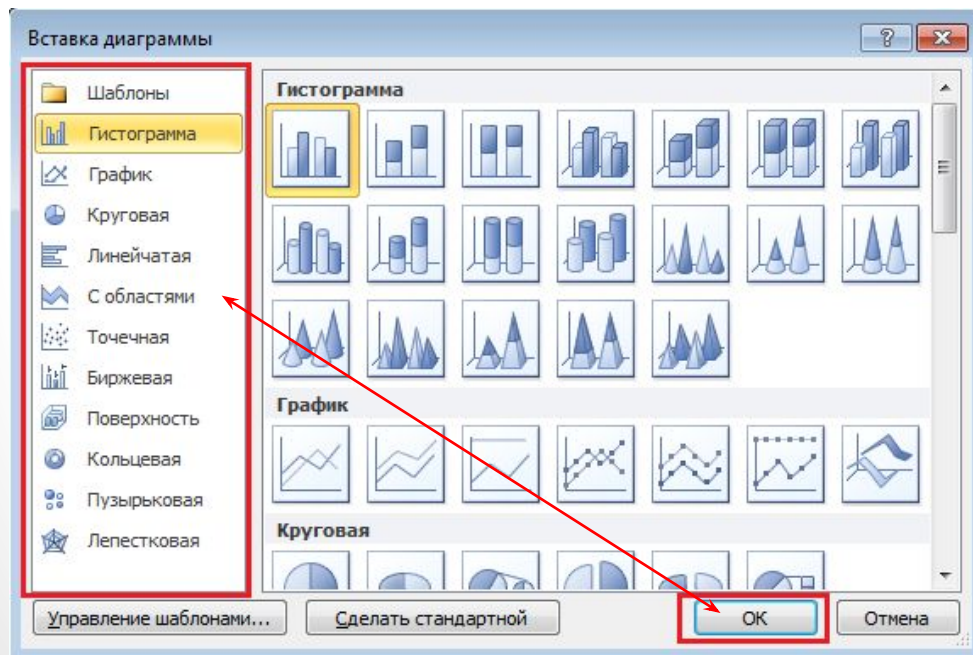 Вставка диаграммы
Шаблоны
Гистограмма
График
Круговая
Линейчатая
С областями
Точечная
Биржевая
Поверхность
Кольцевая
Пузырьковая
Лепестковая
Гистограмма
График
Круговая
Управление шаблонами...
Сделать стандартной
ОК
Отмена